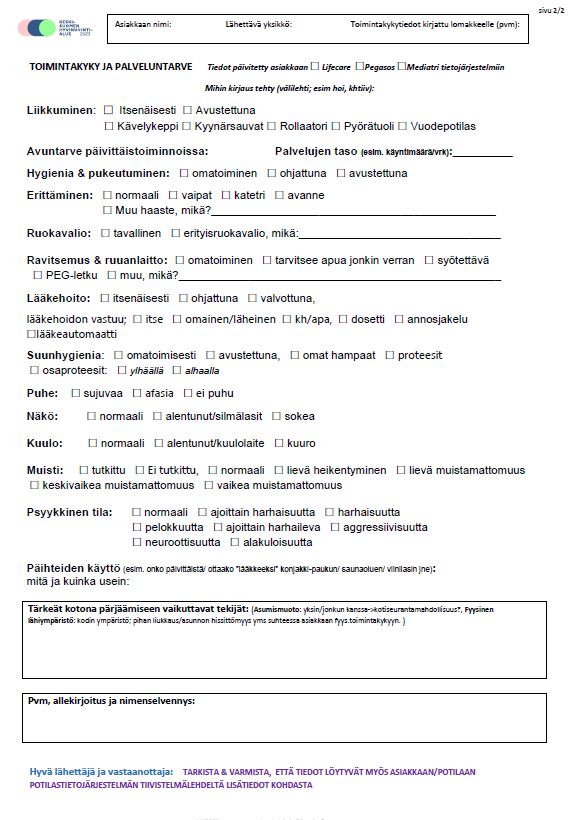 sivu 2/2
KESKI-
SUOMEN
HYVINVOINTI-
ALUE 2023
Asiakkaan nimi: Lähettävä yksikkö: Toimintakykytiedot kirjattu lomakkeelle (pvm):
TOIMINTAKYKY JA PALVELUNTARVE Tiedot päivitetty asiakkaan ☐ Lifecare ☐Pegasos ☐Mediatri tietojärjestelmiin
Mihin kirjaus tehty (välilehti; esim hoi, khtiiv):
Liikkuminen: ☐ Itsenäisesti ☐ Avustettuna
☐ Kävelykeppi ☐ Kyynärsauvat ☐ Rollaatori ☐ Pyörätuoli ☐ Vuodepotilas
Avuntarve päivittäistoiminnoissa: Palvelujen taso (esim. käyntimäärä/vrk):__________
Hygienia & pukeutuminen: ☐ omatoiminen ☐ ohjattuna ☐ avustettuna
Erittäminen: ☐ normaali ☐ vaipat ☐ katetri ☐ avanne
☐ Muu haaste, mikä?__________
Ruokavalio: ☐ tavallinen ☐ erityisruokavalio, mikä:__________
Ravitsemus & ruuanlaitto: ☐ omatoiminen ☐ tarvitsee apua jonkin verran ☐ syötettävä
☐ PEG-letku ☐ muu, mikä?__________
Lääkehoito: ☐ itsenäisesti ☐ ohjattuna ☐ valvottuna,
lääkehoidon vastuu; ☐ itse ☐ omainen/läheinen ☐ kh/apa, ☐ dosetti ☐ annosjakelu
☐lääkeautomaatti
Suunhygienia: ☐ omatoimisesti ☐ avustettuna, ☐ omat hampaat ☐ proteesit
☐ osaproteesit: ☐ ylhäällä ☐ alhaalla
Puhe: ☐ sujuvaa ☐ afasia ☐ ei puhu
Näkö: ☐ normaali ☐ alentunut/silmälasit ☐ sokea
Kuulo: ☐ normaali ☐ alentunut/kuulolaite ☐ kuuro
Muisti: ☐ tutkittu ☐ Ei tutkittu, ☐ normaali ☐ lievä heikentyminen ☐ lievä muistamattomuus
☐ keskivaikea muistamattomuus ☐ vaikea muistamattomuus
Psyykkinen tila: ☐ normaali ☐ ajoittain harhaisuutta ☐ harhaisuutta
☐ pelokkuutta ☐ ajoittain harhaileva ☐ aggressiivisuutta
☐ neuroottisuutta ☐ alakuloisuutta
Päihteiden käyttö (esim. onko päivittäistä/ ottaako "lääkkeeksi" konjakki-paukun/ saunaoluen/ viinilasin jne):
mitä ja kuinka usein:
Tärkeät kotona pärjäämiseen vaikuttavat tekijät: (Asumismuoto: yksin/jonkun kanssa->kotiseurantamahdollisuus?, Fyysinen
lähiympäristö: kodin ympäristö; pihan liukkaus/asunnon hissittömyys yms suhteessa asiakkaan fyys.toimintakykyyn. )
Pvm, allekirjoitus ja nimenselvennys:
Hyvä lähettäjä ja vastaanottaja: TARKISTA & VARMISTA, ETTÄ TIEDOT LÖYTYVÄT MYÖS ASIAKKAAN/POTILAAN
POTILASTIETOJÄRJESTELMÄN TIIVISTELMÄLEHDELTÄ LISÄTIEDOT KOHDASTA